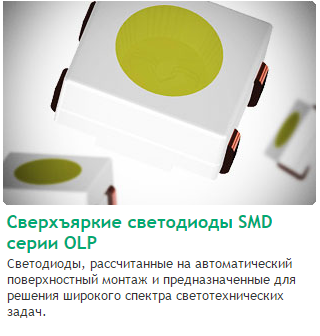 Сверхъяркие светодиоды SMD
серии OLP
Светодиоды, рассчитанные на автоматический
поверхностный монтаж и предназначенные для
решения широкого спектра светотехнических
задач.